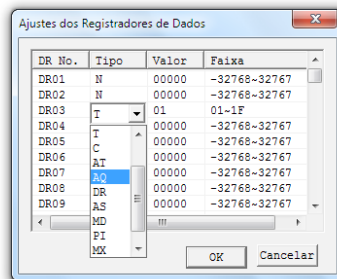 Ajustes dos Registradores de Dados
DR No. Tipo Valor Faixa
DR01 N 00000 -32768~32767
DR02 N 00000 -32768~32767
DR03 T 01 01~1F
DR04 T 00000 -32768~32767
DR05 C 00000 -32768~32767
DR06 AT 00000 -32768~32767
DR07 AQ 00000 -32768~32767
DR08 DR 00000 -32768~32767
DR09 AS 00000 -32768~32767
MD
PI
MX
OK Cancelar